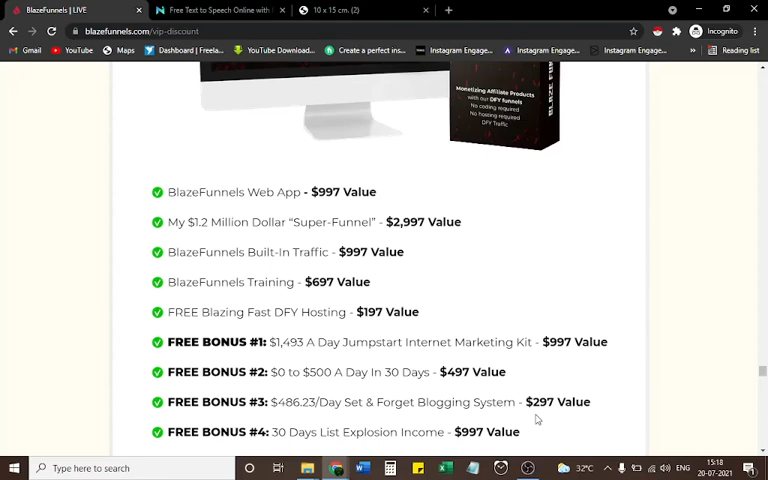 BlazeFunnels | LIVE
Free Text to Speech Online with
10 x 15 cm. (2)
blazefunnels.com/vip-discount
Incognito
Gmail
YouTube
Maps
Dashboard | Freela...
YouTube Download...
Create a perfect ins...
Instagram Engage...
Instagram Engage...
Instagram Engage...
Reading list
Monetizing Affiliate Products
with our DFY funnels
No coding required
No hosting required
DFY Traffic
BLAZE FUN
BlazeFunnels Web App - $997 Value
My $1.2 Million Dollar “Super-Funnel” - $2,997 Value
BlazeFunnels Built-In Traffic - $997 Value
BlazeFunnels Training - $697 Value
FREE Blazing Fast DFY Hosting - $197 Value
FREE BONUS #1: $1,493 A Day Jumpstart Internet Marketing Kit - $997 Value
FREE BONUS #2: $0 to $500 A Day In 30 Days - $497 Value
FREE BONUS #3: $486.23/Day Set & Forget Blogging System - $297 Value
FREE BONUS #4: 30 Days List Explosion Income - $997 Value
Type here to search
32°C
ENG
15:18
20-07-2021